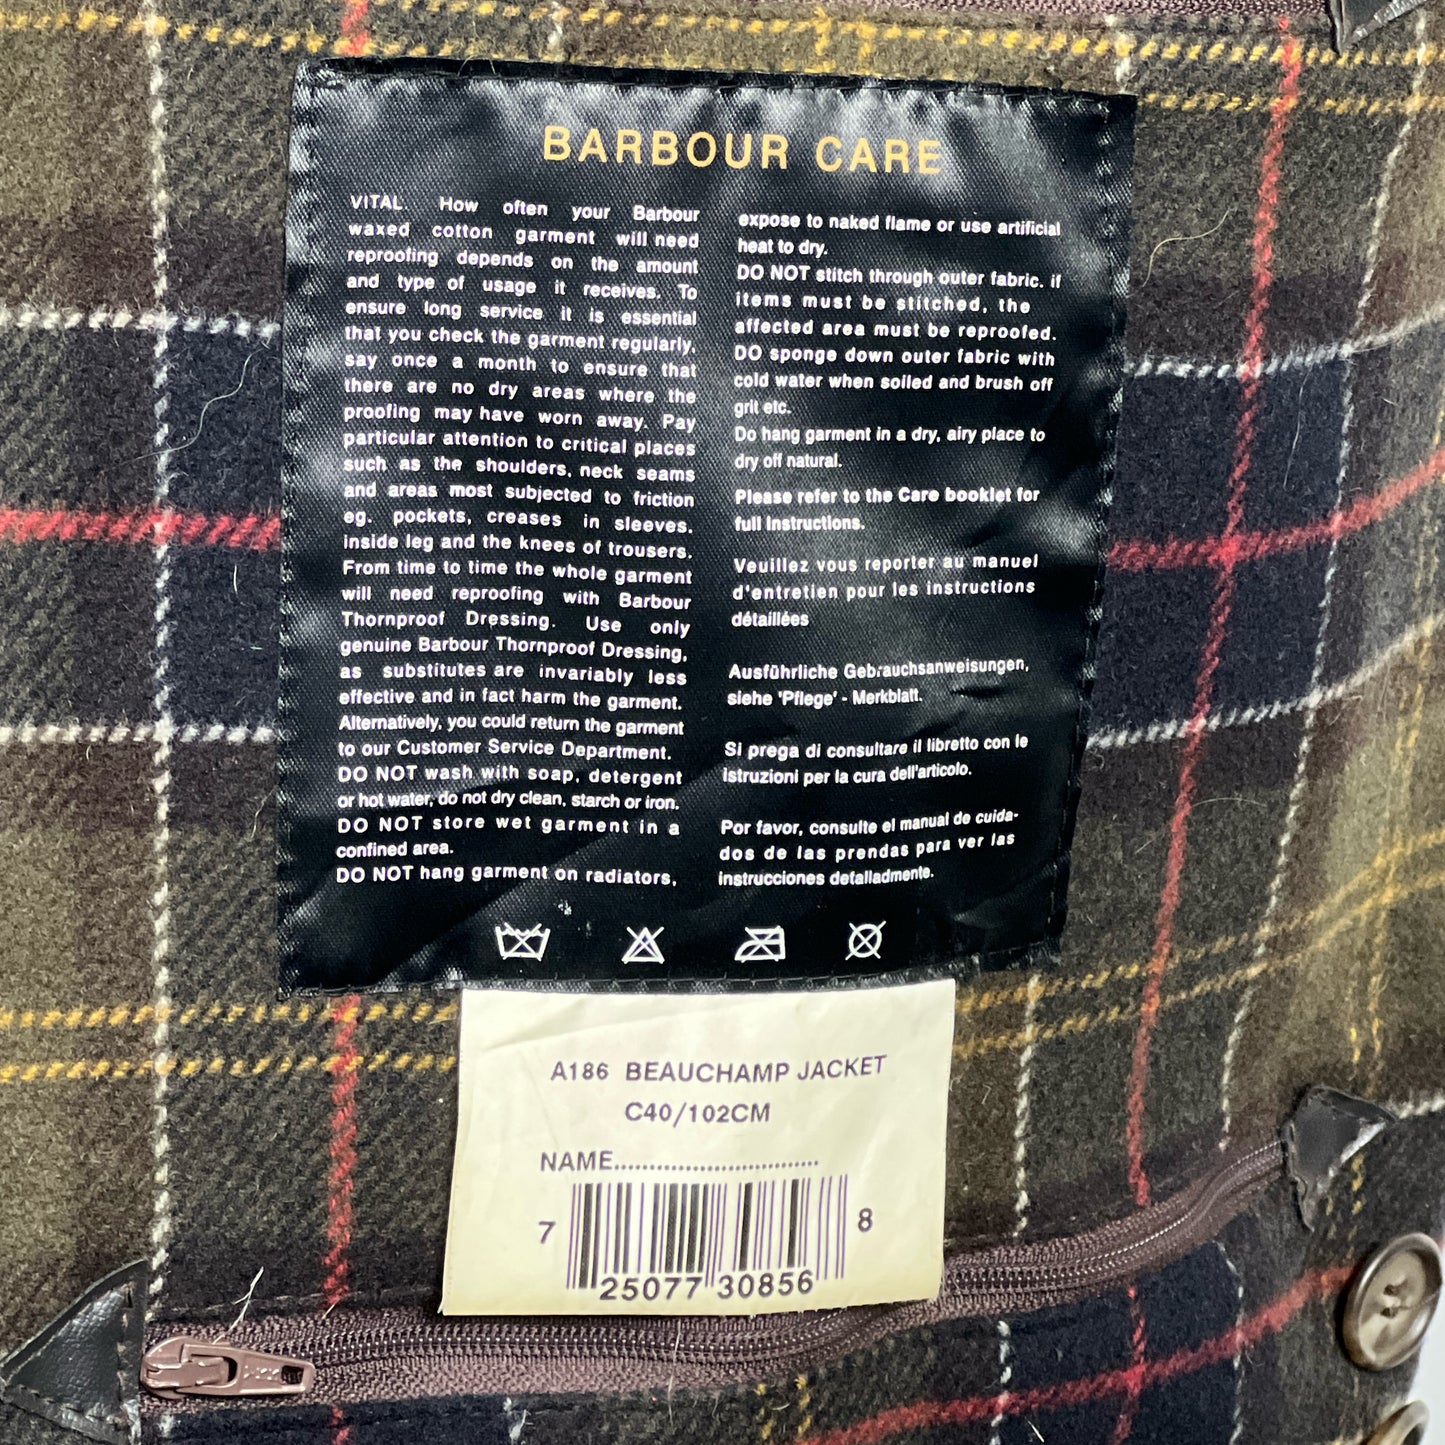 BARBOUR CARE
VITAL. How often your Barbour
waxed cotton garment will need
reproofing depends on the amount
and type of usage it receives. To
ensure long service it is essential
that you check the garment regularly,
say once a month to ensure that
there are no dry areas where the
proofing may have worn away. Pay
particular attention to critical places
such as the shoulders, neck seams
and areas most subjected to friction
eg. pockets, creases in sleeves.
inside leg and the knees of trousers.
From time to time the whole garment
will need reproofing with Barbour
Thornproof Dressing. Use only
genuine Barbour Thornproof Dressing,
as substitutes are invariably less
effective and in fact harm the garment.
Alternatively, you could return the garment
to our Customer Service Department.
DO NOT wash with soap, detergent
or hot water, do not dry clean, starch or iron.
DO NOT store wet garment in a
confined area.
DO NOT hang garment on radiators,
expose to naked flame or use artificial
heat to dry.
DO NOT stitch through outer fabric. if
items must be stitched, the
affected area must be reproofed.
DO sponge down outer fabric with
cold water when soiled and brush off
grit etc.
Do hang garment in a dry, airy place to
dry off natural.
Please refer to the Care booklet for
full Instructions.
Veuillez vous reporter au manuel
d'entretien pour les instructions
détaillées
Ausführliche Gebrauchsanweisungen,
siehe 'Pflege' - Merkblatt.
Si prega di consultare il libretto con le
istruzioni per la cura dell'articolo.
Por favor, consulte el manual de cuida-
dos de las prendas para ver las
instrucciones detalladmente.
A186 BEAUCHAMP JACKET
C40/102CM
NAME..............................
7 25077 30856 8